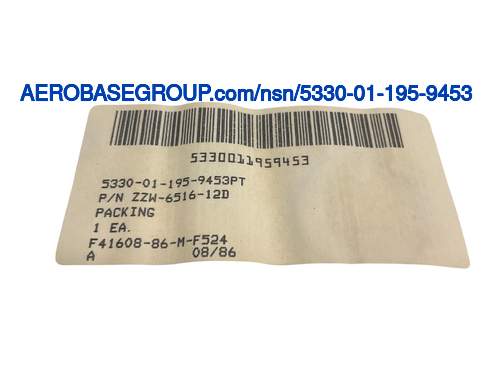 AEROBASEGROUP.com/nsn/5330-01-195-9453
5330011959453
5330-01-195-9453PT
P/N ZZW-6516-12D
PACKING
1 EA.
F41608-86-M-F524
A 08/86